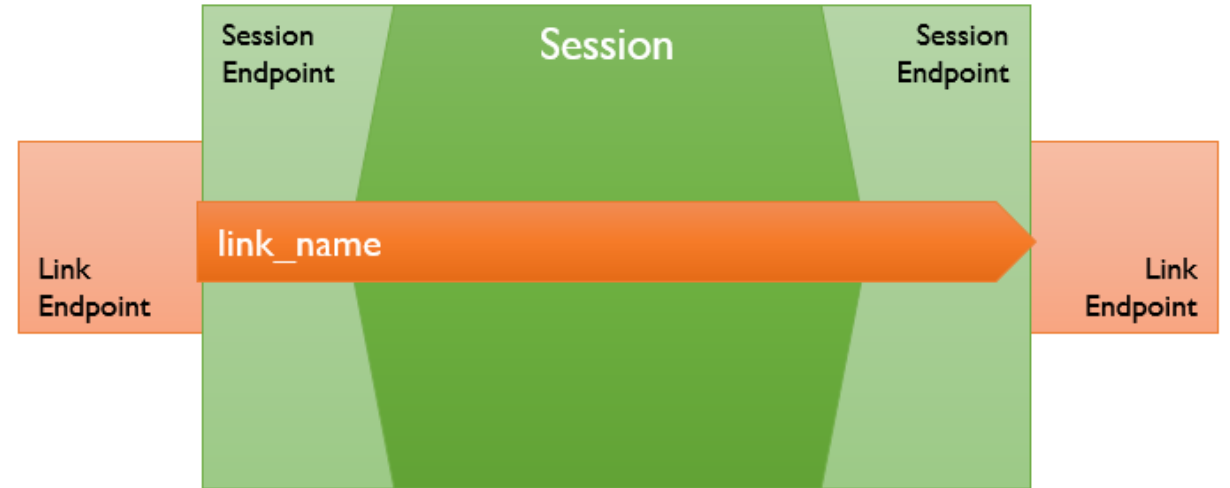 Session
Endpoint
Session
Session
Endpoint
link_name
Link
Endpoint
Link
Endpoint